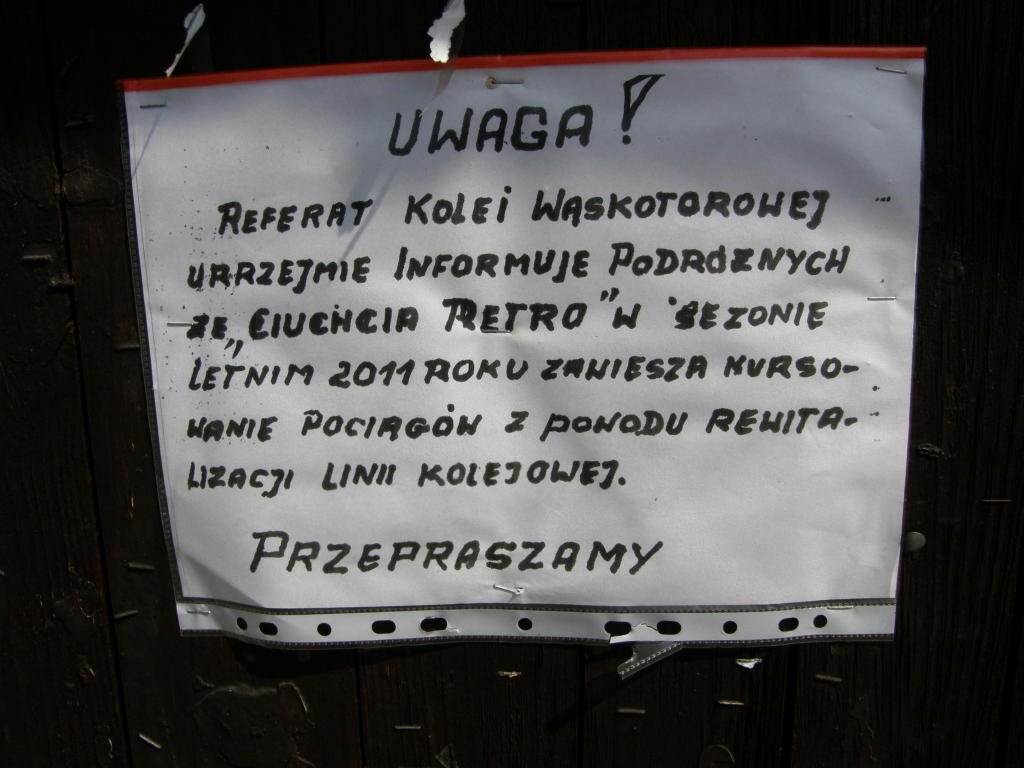 UWAGA!
REFERAT KOLEI WĄSKOTOROWEJ
UPRZEJMIE INFORMUJE PODRÓŻNYCH
ŻE „CIUCHCIA RETRO" W SEZONIE
LETNIM 2011 ROKU ZAWIESZA KURSO-
WANIE POCIĄGÓW Z POWODU REWITA-
LIZACJI LINII KOLEJOWEJ.
PRZEPRASZAMY